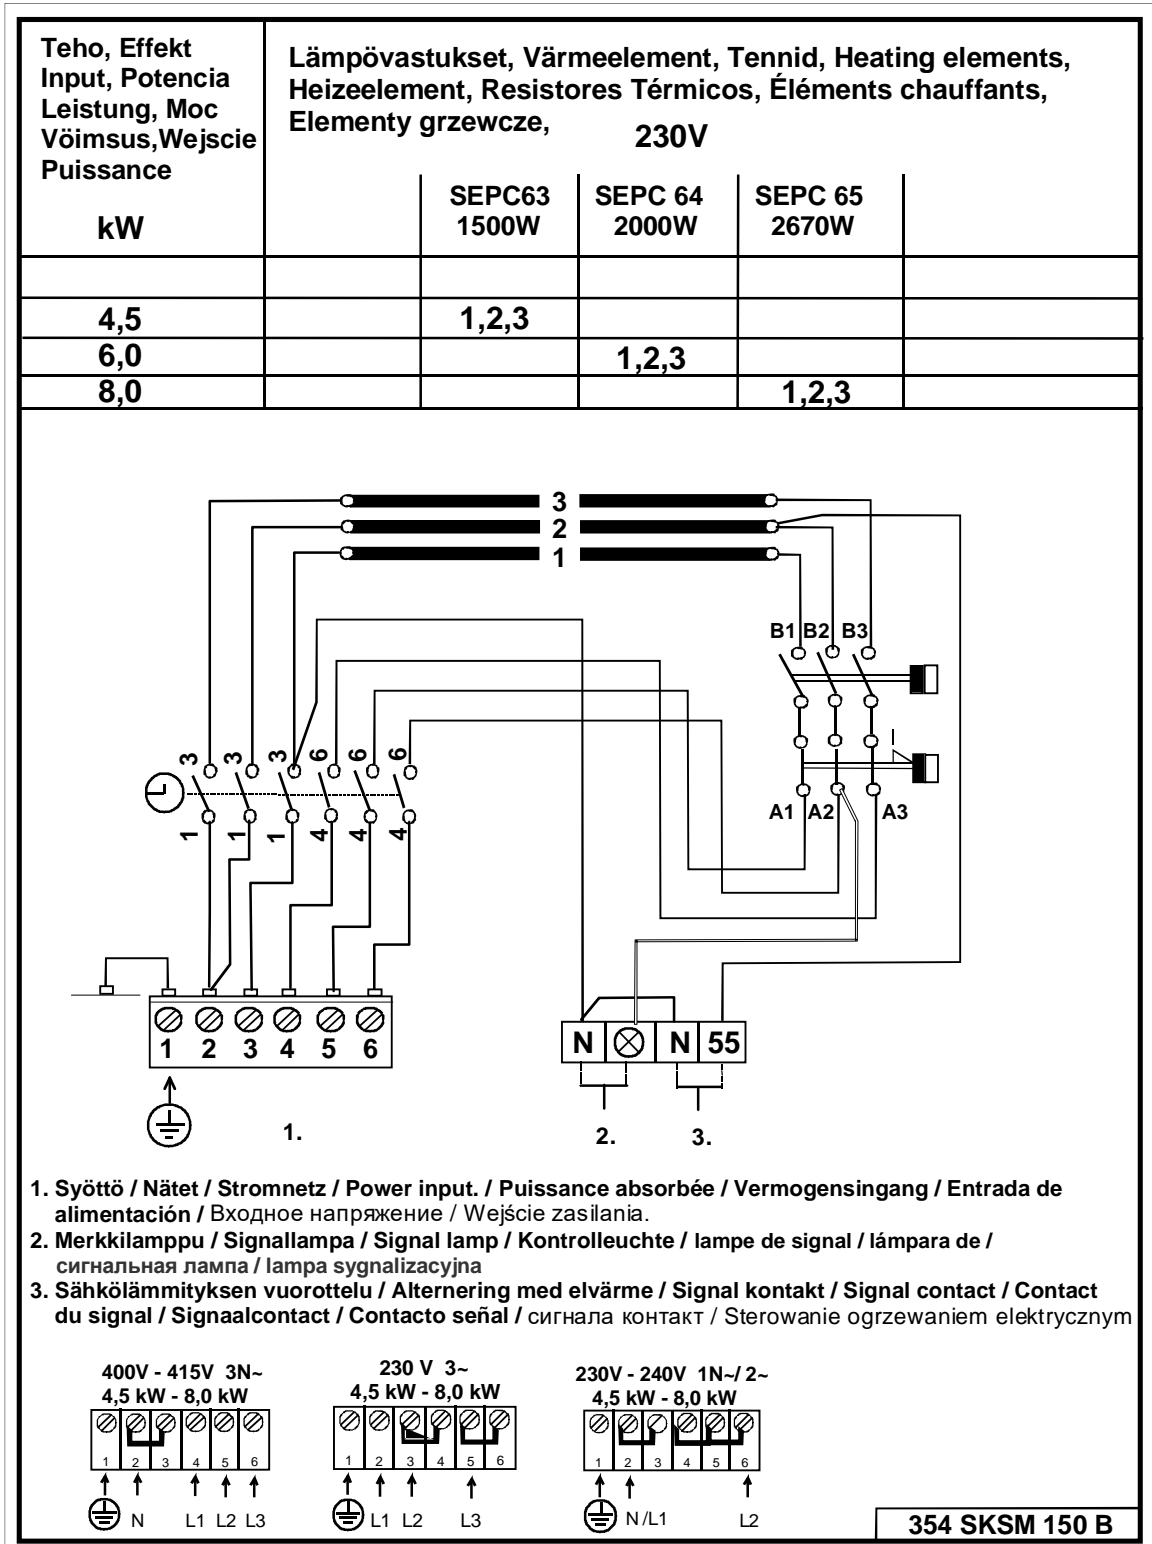 Teho, Effekt
Input, Potencia
Leistung, Moc
Vöimsus,Wejscie
Puissance
kW
Lämpövastukset, Värmeelement, Tennid, Heating elements,
Heizeelement, Resistores Térmicos, Éléments chauffants,
Elementy grzewcze,
230V
SEPC63
1500W
SEPC 64
2000W
SEPC 65
2670W
4,5 1,2,3
6,0 1,2,3
8,0 1,2,3
3
2
1
B1 B2 B3
3 3 3 6 6 6
1 1 1 4 4 4
A1 A2 A3
1 2 3 4 5 6
N N 55
1.
2.
3.
1. Syöttö / Nätet / Stromnetz / Power input. / Puissance absorbée / Vermogensingang / Entrada de
alimentación / Входное напряжение / Wejście zasilania.
2. Merkkilamppu / Signallampa / Signal lamp / Kontrolleuchte / lampe de signal / lámpara de /
сигнальная лампа / lampa sygnalizacyjna
3. Sähkölämmityksen vuorottelu / Alternering med elvärme / Signal kontakt / Signal contact / Contact
du signal / Signaalcontact / Contacto señal / сигнала контакт / Sterowanie ogrzewaniem elektrycznym
400V - 415V 3N~
4,5 kW - 8,0 kW
1 2 3 4 5 6
N L1 L2 L3
230 V 3~
4,5 kW - 8,0 kW
1 2 3 4 5 6
L1 L2 L3
230V - 240V 1N~/ 2~
4,5 kW - 8,0 kW
1 2 3 4 5 6
N /L1 L2
354 SKSM 150 B